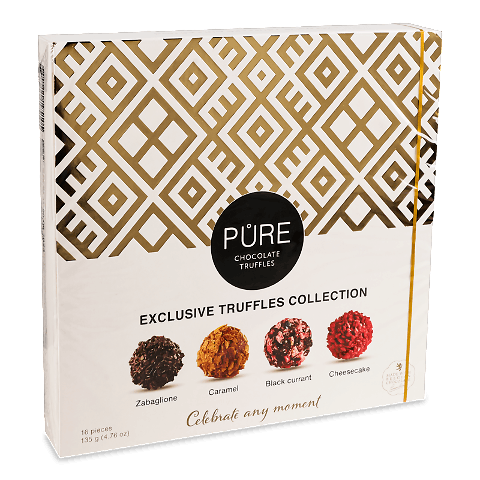 PURE
CHOCOLATE
TRUFFLES
EXCLUSIVE TRUFFLES COLLECTION
Zabaglione
Caramel
Black currant
Cheesecake
Celebrate any moment
16 pieces
135 g (4.76 oz)